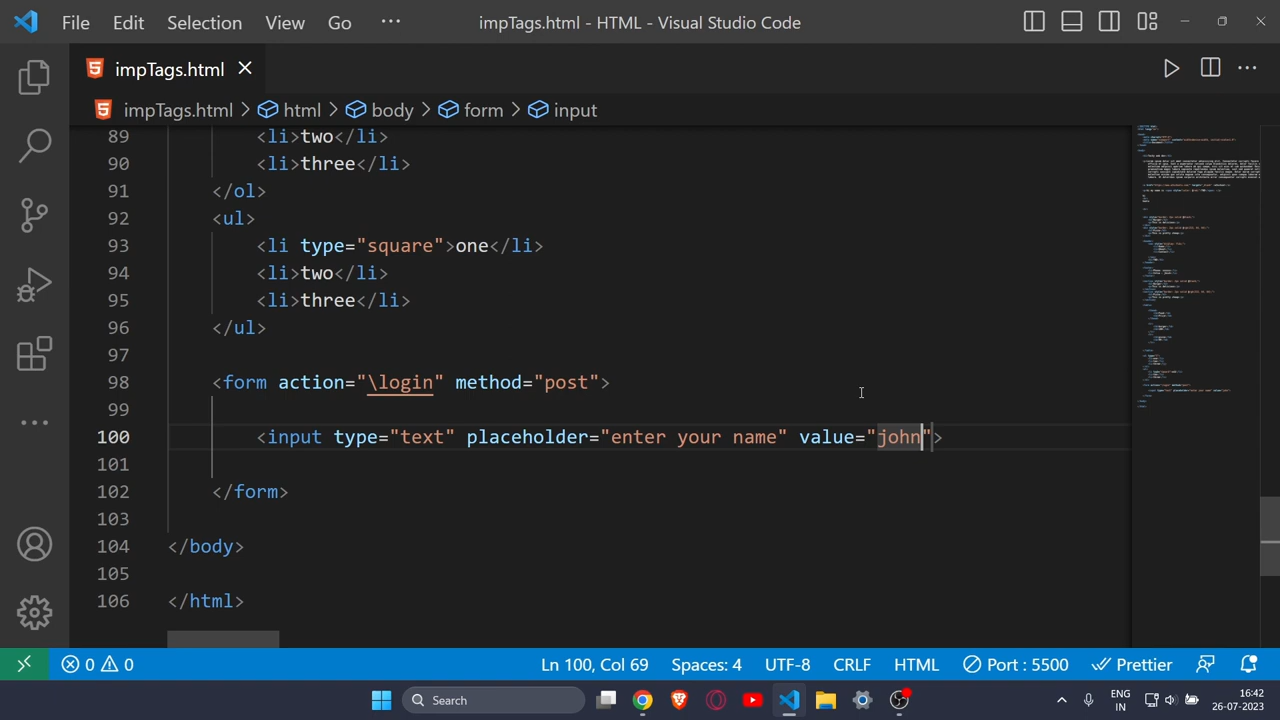 File Edit Selection View Go ··· impTags.html - HTML - Visual Studio Code
impTags.html
impTags.html > html > body > form > input
89 <li>two</li>
90 <li>three</li>
91 </ol>
92 <ul>
93 <li type="square">one</li>
94 <li>two</li>
95 <li>three</li>
96 </ul>
97
98 <form action="\login" method="post">
99
100 <input type="text" placeholder="enter your name" value="john">
101
102 </form>
103
104 </body>
105
106 </html>
0 0 Ln 100, Col 69 Spaces: 4 UTF-8 CRLF HTML Port : 5500 Prettier
Search ENG IN 16:42 26-07-2023